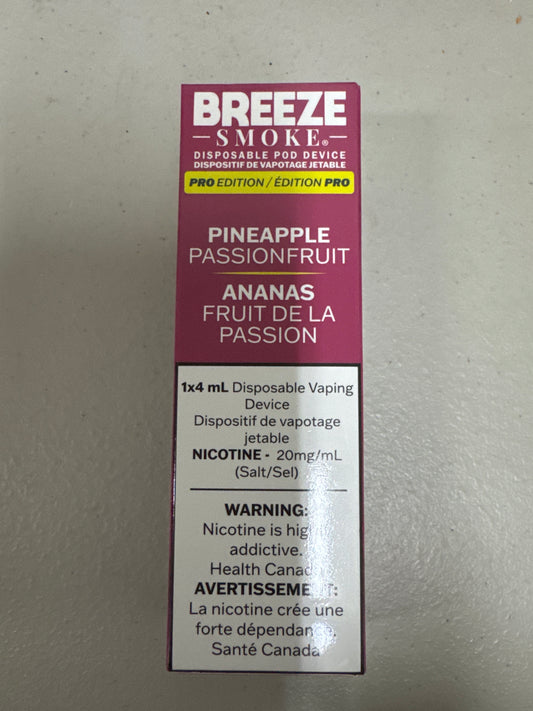 BREEZE
SMOKE®
DISPOSABLE POD DEVICE
DISPOSITIF DE VAPOTAGE JETABLE
PRO EDITION / ÉDITION PRO
PINEAPPLE
PASSIONFRUIT
ANANAS
FRUIT DE LA
PASSION
1x4 mL Disposable Vaping
Device
Dispositif de vapotage
jetable
NICOTINE - 20mg/mL
(Salt/Sel)
WARNING:
Nicotine is highly
addictive.
Health Canada
AVERTISSEMENT:
La nicotine crée une
forte dépendance.
Santé Canada